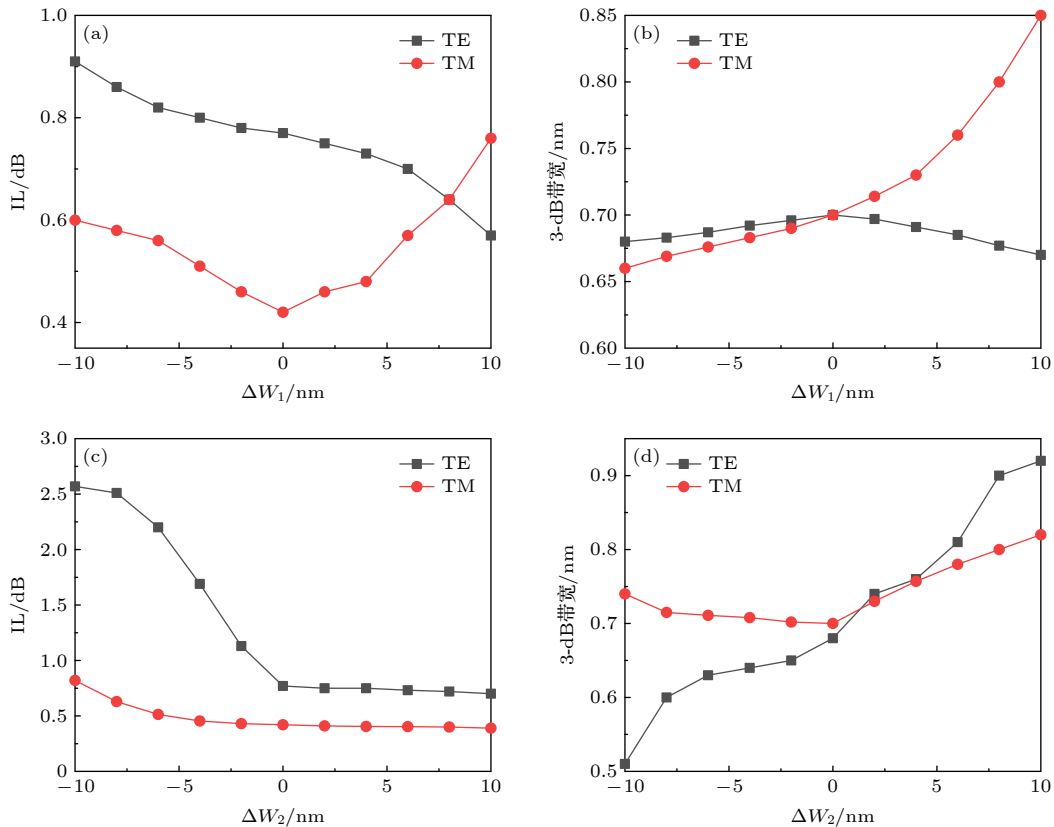 (a)
TE
TM
IL/dB
1.0
0.8
0.6
0.4
−10
−5
0
5
10
ΔW₁/nm
(b)
TE
TM
3-dB带宽/nm
0.85
0.80
0.75
0.70
0.65
0.60
−10
−5
0
5
10
ΔW₁/nm
(c)
TE
TM
IL/dB
3.0
2.5
2.0
1.5
1.0
0.5
0
−10
−5
0
5
10
ΔW₂/nm
(d)
TE
TM
3-dB带宽/nm
0.9
0.8
0.7
0.6
0.5
−10
−5
0
5
10
ΔW₂/nm